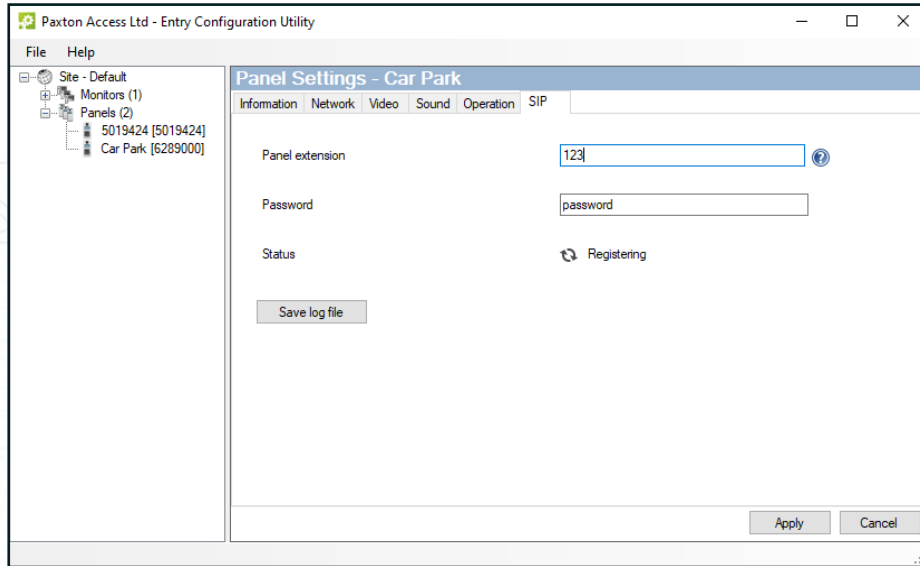 Paxton Access Ltd - Entry Configuration Utility
File Help
Site - Default
Monitors (1)
Panels (2)
5019424 [5019424]
Car Park [6289000]
Panel Settings - Car Park
Information Network Video Sound Operation SIP
Panel extension 123
Password password
Status Registering
Save log file
Apply Cancel